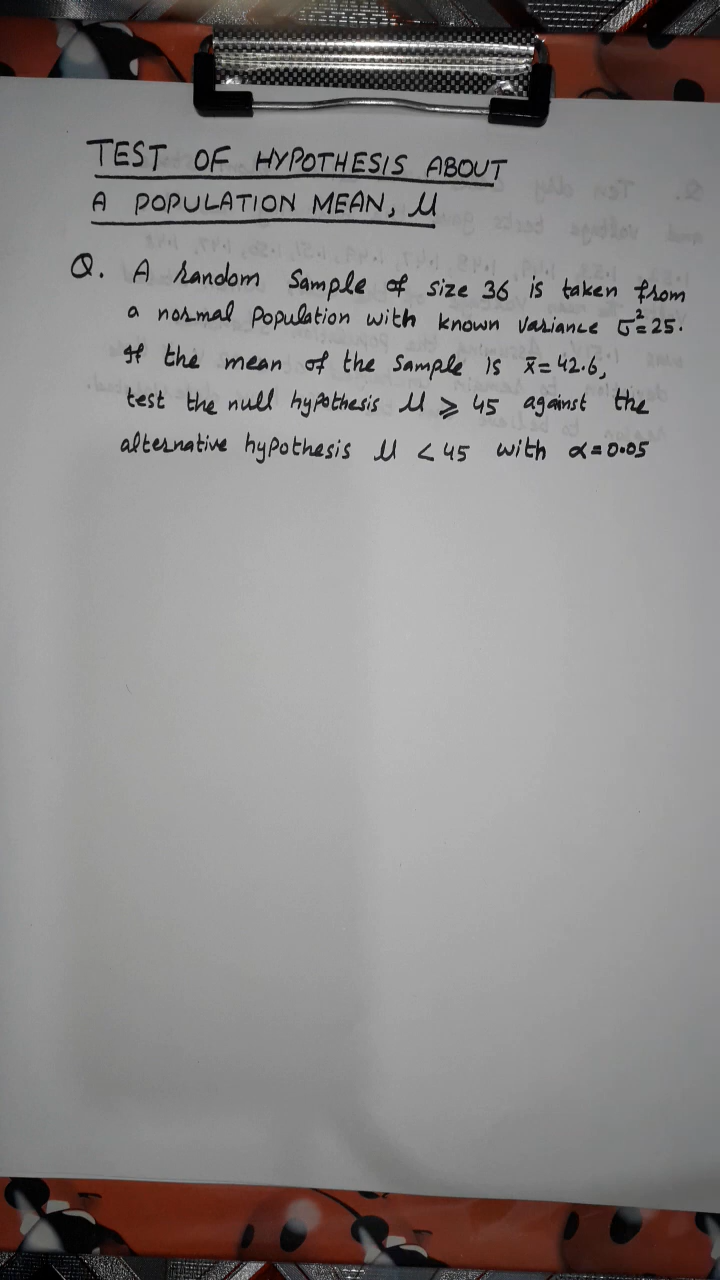 TEST OF HYPOTHESIS ABOUT
A POPULATION MEAN, μ
Q. A random Sample of size 36 is taken from
a normal Population with known variance σ²=25.
If the mean of the Sample is x̄=42.6,
test the null hypothesis μ ⩾ 45 against the
alternative hypothesis μ < 45 with α=0.05